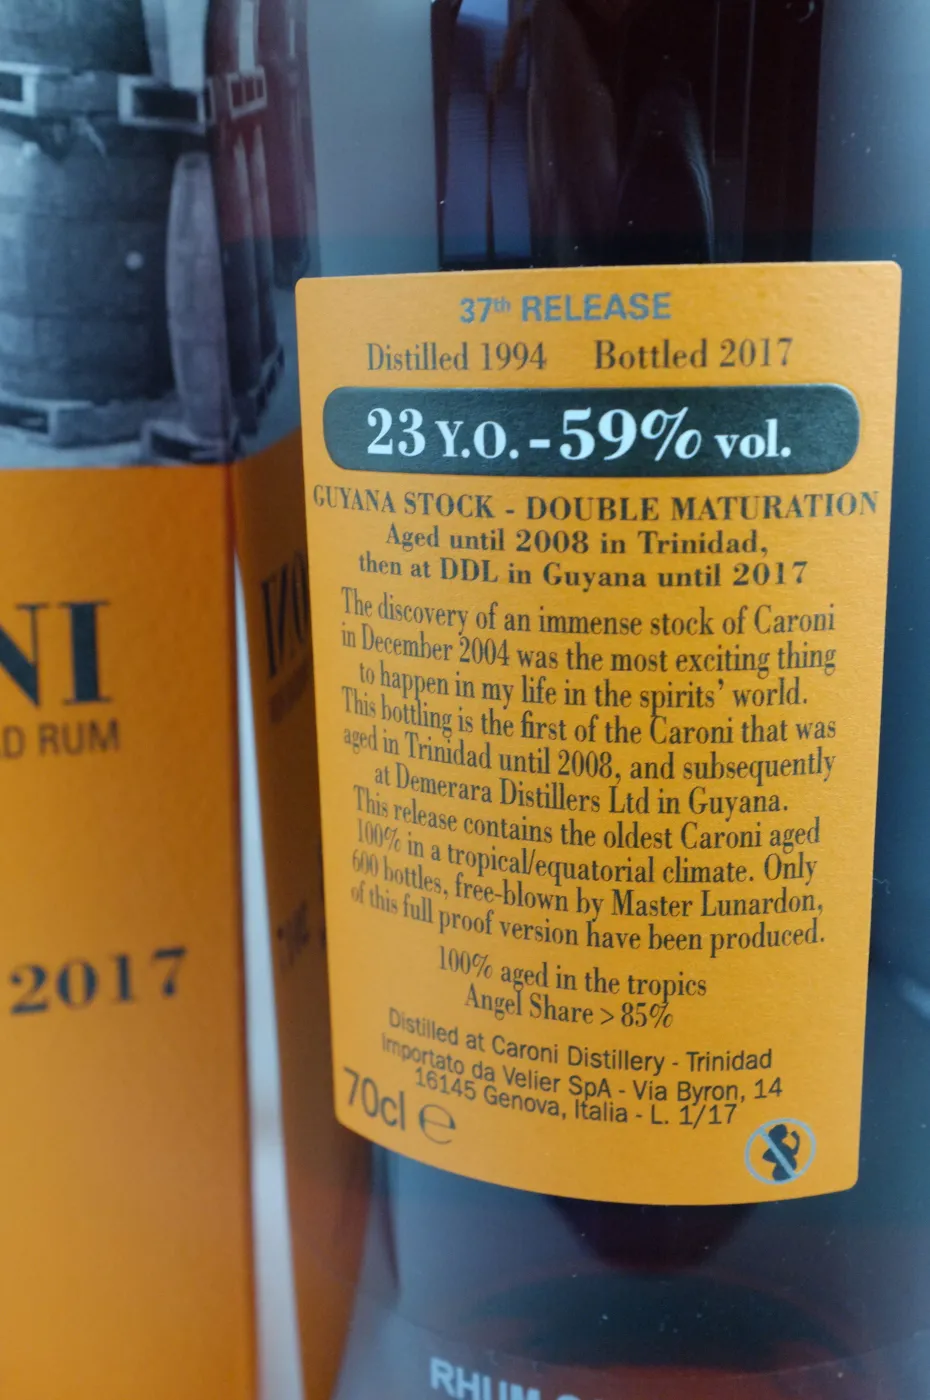 37th RELEASE
Distilled 1994 Bottled 2017
23 Y.O. - 59% vol.
GUYANA STOCK - DOUBLE MATURATION
Aged until 2008 in Trinidad,
then at DDL in Guyana until 2017
The discovery of an immense stock of Caroni
in December 2004 was the most exciting thing
to happen in my life in the spirits' world.
This bottling is the first of the Caroni that was
aged in Trinidad until 2008, and subsequently
at Demerara Distillers Ltd in Guyana.
This release contains the oldest Caroni aged
100% in a tropical/equatorial climate. Only
600 bottles, free-blown by Master Lunardon,
of this full proof version have been produced.
100% aged in the tropics
Angel Share > 85%
Distilled at Caroni Distillery - Trinidad
Importato da Velier SpA - Via Byron, 14
16145 Genova, Italia - L. 1/17
70cl ℮
NI
D RUM
2017
RHUM